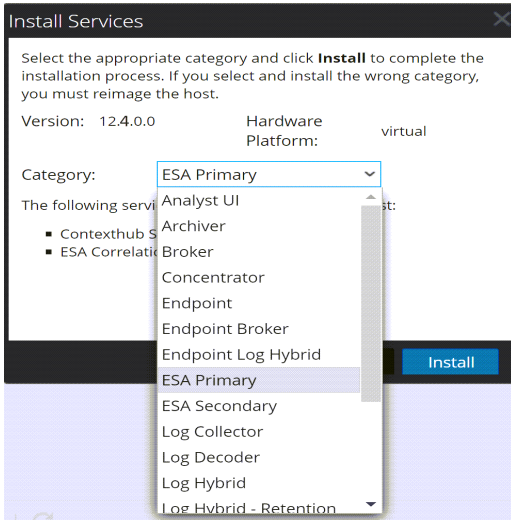 Install Services
Select the appropriate category and click Install to complete the
installation process. If you select and install the wrong category,
you must reimage the host.
Version: 12.4.0.0
Hardware
Platform:
virtual
Category:
ESA Primary
The following servi
st:
Contexthub S
ESA Correlatio
Analyst UI
Archiver
Broker
Concentrator
Endpoint
Endpoint Broker
Endpoint Log Hybrid
ESA Primary
ESA Secondary
Log Collector
Log Decoder
Log Hybrid
Log Hybrid - Retention
Install